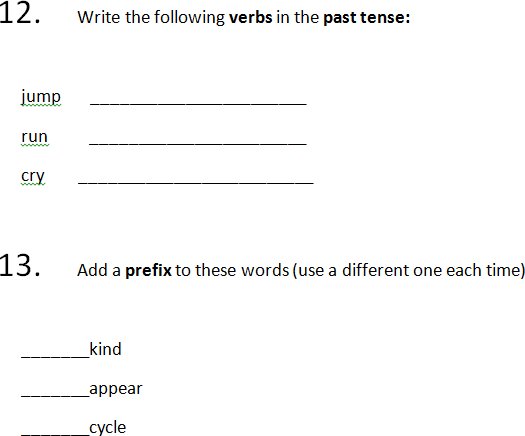 12. Write the following verbs in the past tense:
jump ________________________
run ________________________
cry __________________________
13. Add a prefix to these words (use a different one each time)
_______kind
_______appear
_______cycle